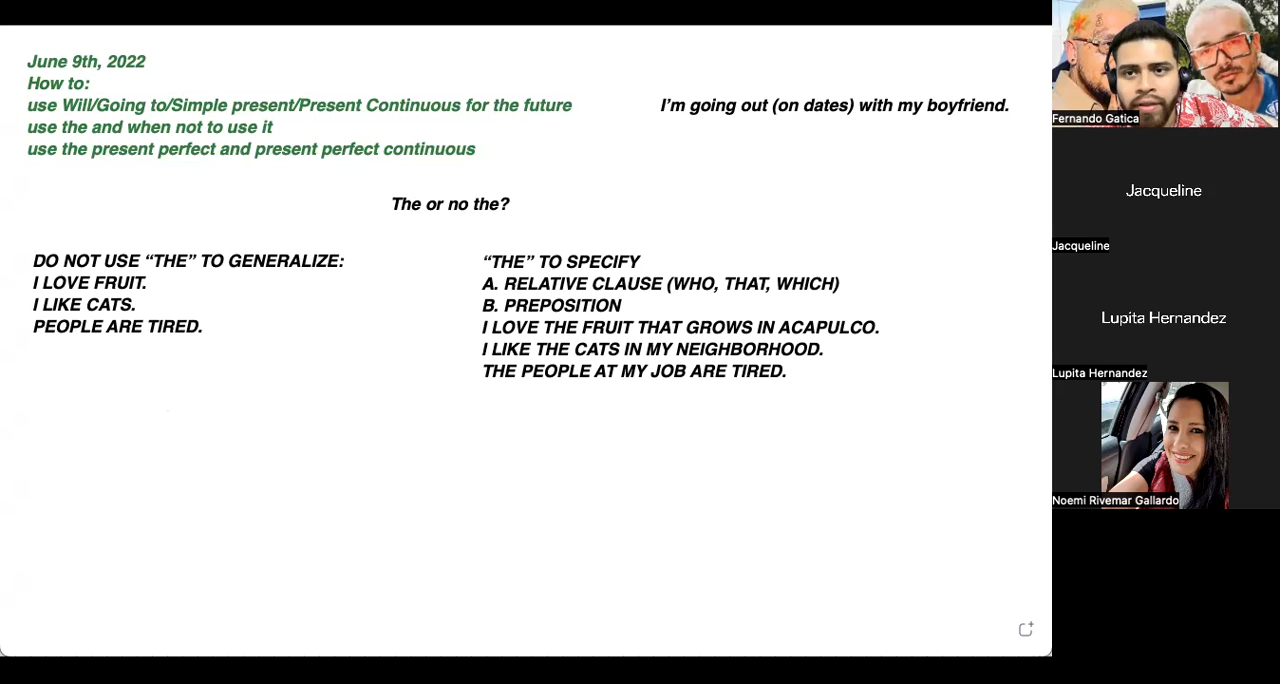 June 9th, 2022
How to:
use Will/Going to/Simple present/Present Continuous for the future
use the and when not to use it
use the present perfect and present perfect continuous
I'm going out (on dates) with my boyfriend.
The or no the?
DO NOT USE “THE” TO GENERALIZE:
I LOVE FRUIT.
I LIKE CATS.
PEOPLE ARE TIRED.
“THE” TO SPECIFY
A. RELATIVE CLAUSE (WHO, THAT, WHICH)
B. PREPOSITION
I LOVE THE FRUIT THAT GROWS IN ACAPULCO.
I LIKE THE CATS IN MY NEIGHBORHOOD.
THE PEOPLE AT MY JOB ARE TIRED.
Fernando Gatica
Jacqueline
Jacqueline
Lupita Hernandez
Lupita Hernandez
Noemi Rivemar Gallardo